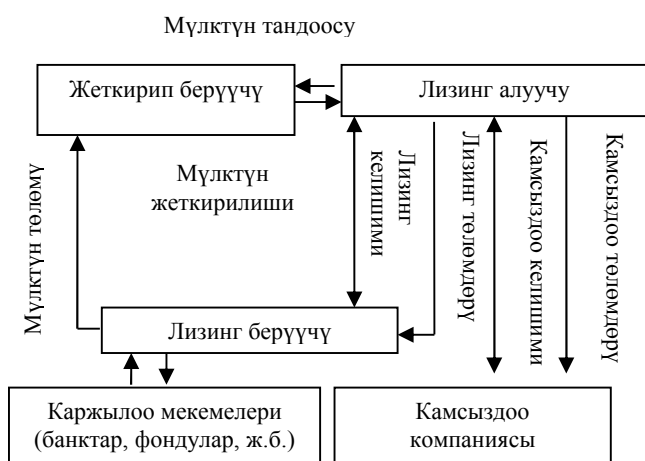 Мүлктүн тандоосу
Жеткирип берүүчү
Лизинг алуучу
Мүлктүн төлөмү
Мүлктүн
жеткирилиши
Лизинг
келишими
Лизинг төлөмдөрү
Камсыздоо келишими
Камсыздоо төлөмдөрү
Лизинг берүүчү
Каржылоо мекемелери
(банктар, фондулар, ж.б.)
Камсыздоо
компаниясы